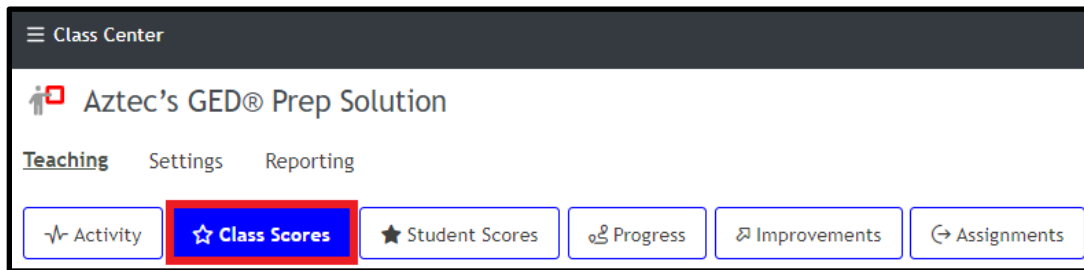 Class Center
Aztec's GED® Prep Solution
Teaching Settings Reporting
Activity Class Scores Student Scores Progress Improvements Assignments